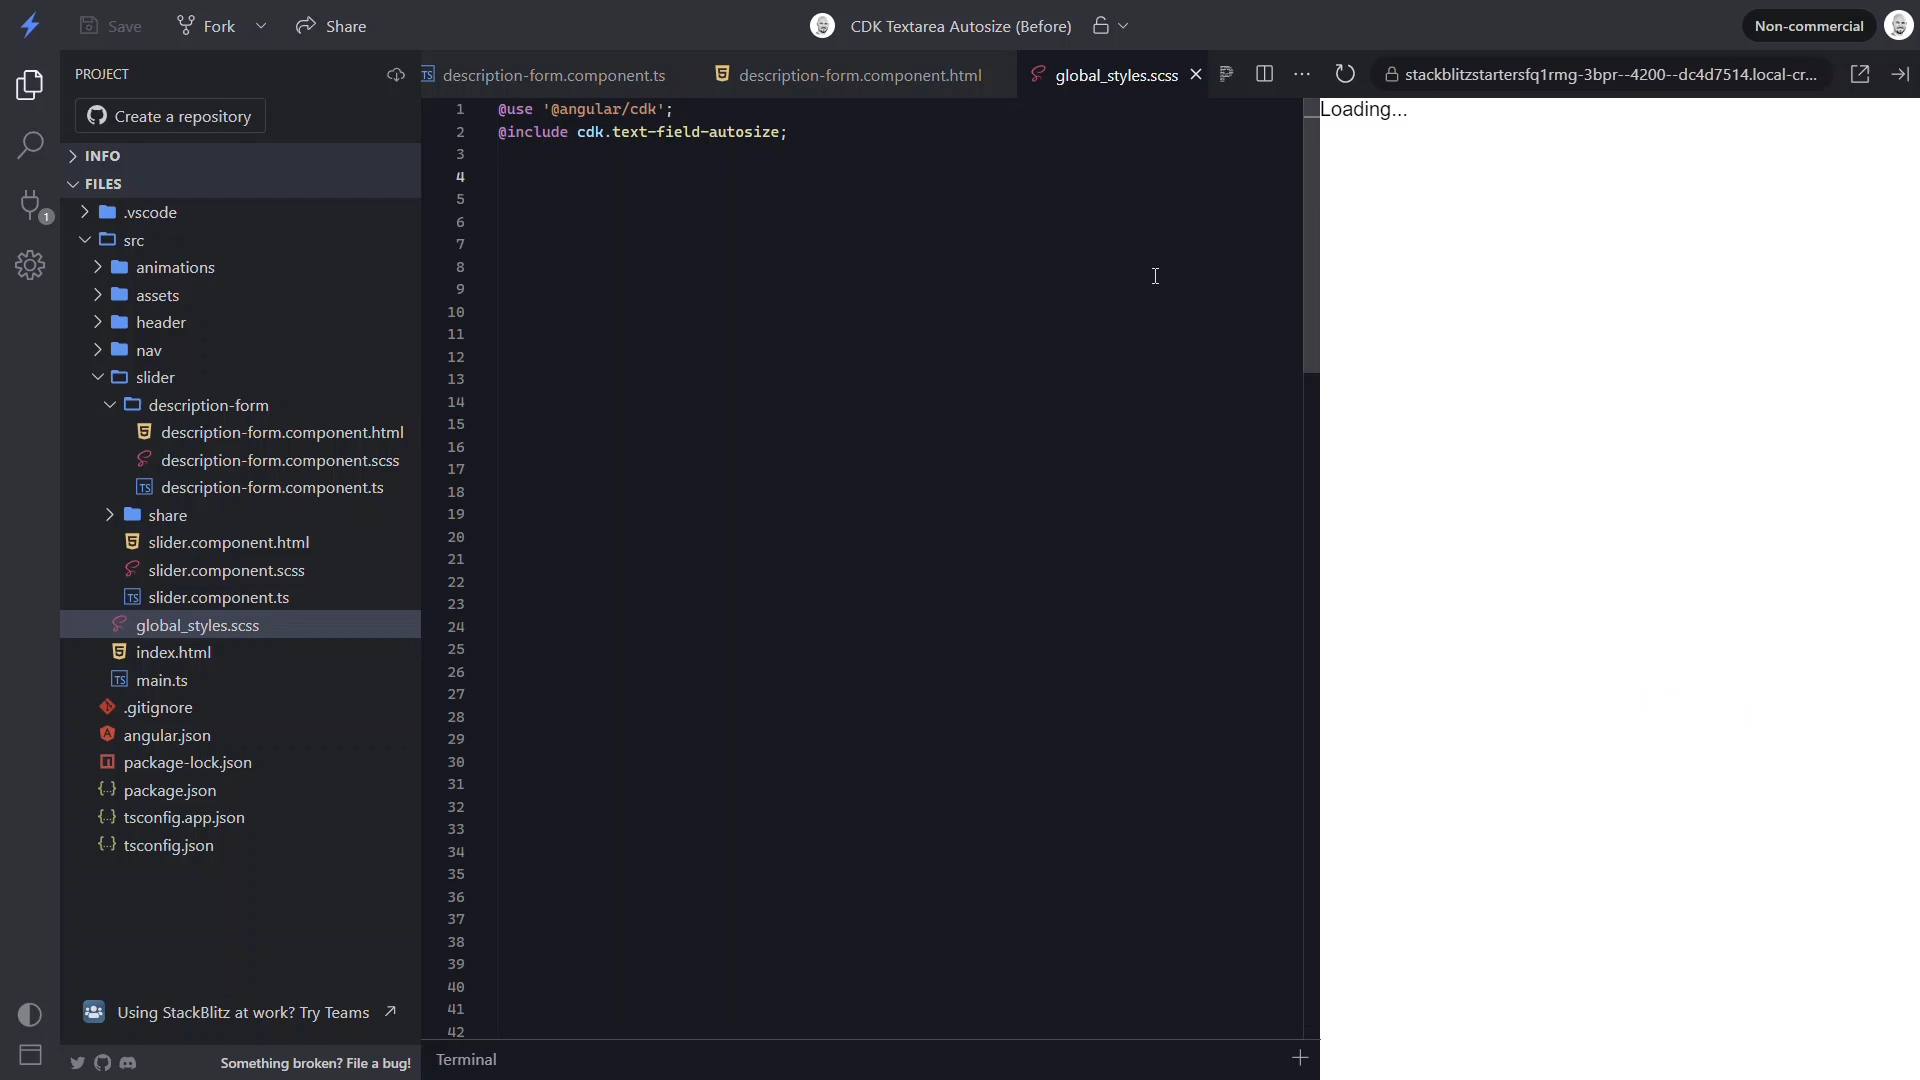 Save
Fork
Share
CDK Textarea Autosize (Before)
Non-commercial
PROJECT
Create a repository
INFO
FILES
.vscode
src
animations
assets
header
nav
slider
description-form
description-form.component.html
description-form.component.scss
description-form.component.ts
share
slider.component.html
slider.component.scss
slider.component.ts
global_styles.scss
index.html
main.ts
.gitignore
angular.json
package-lock.json
package.json
tsconfig.app.json
tsconfig.json
Using StackBlitz at work? Try Teams
Something broken? File a bug!
1
TS description-form.component.ts
description-form.component.html
global_styles.scss
1 @use '@angular/cdk';
2 @include cdk.text-field-autosize;
3
4
5
6
7
8
9
10
11
12
13
14
15
16
17
18
19
20
21
22
23
24
25
26
27
28
29
30
31
32
33
34
35
36
37
38
39
40
41
42
Terminal
stackblitzstartersfq1rmg-3bpr--4200--dc4d7514.local-cr...
Loading...